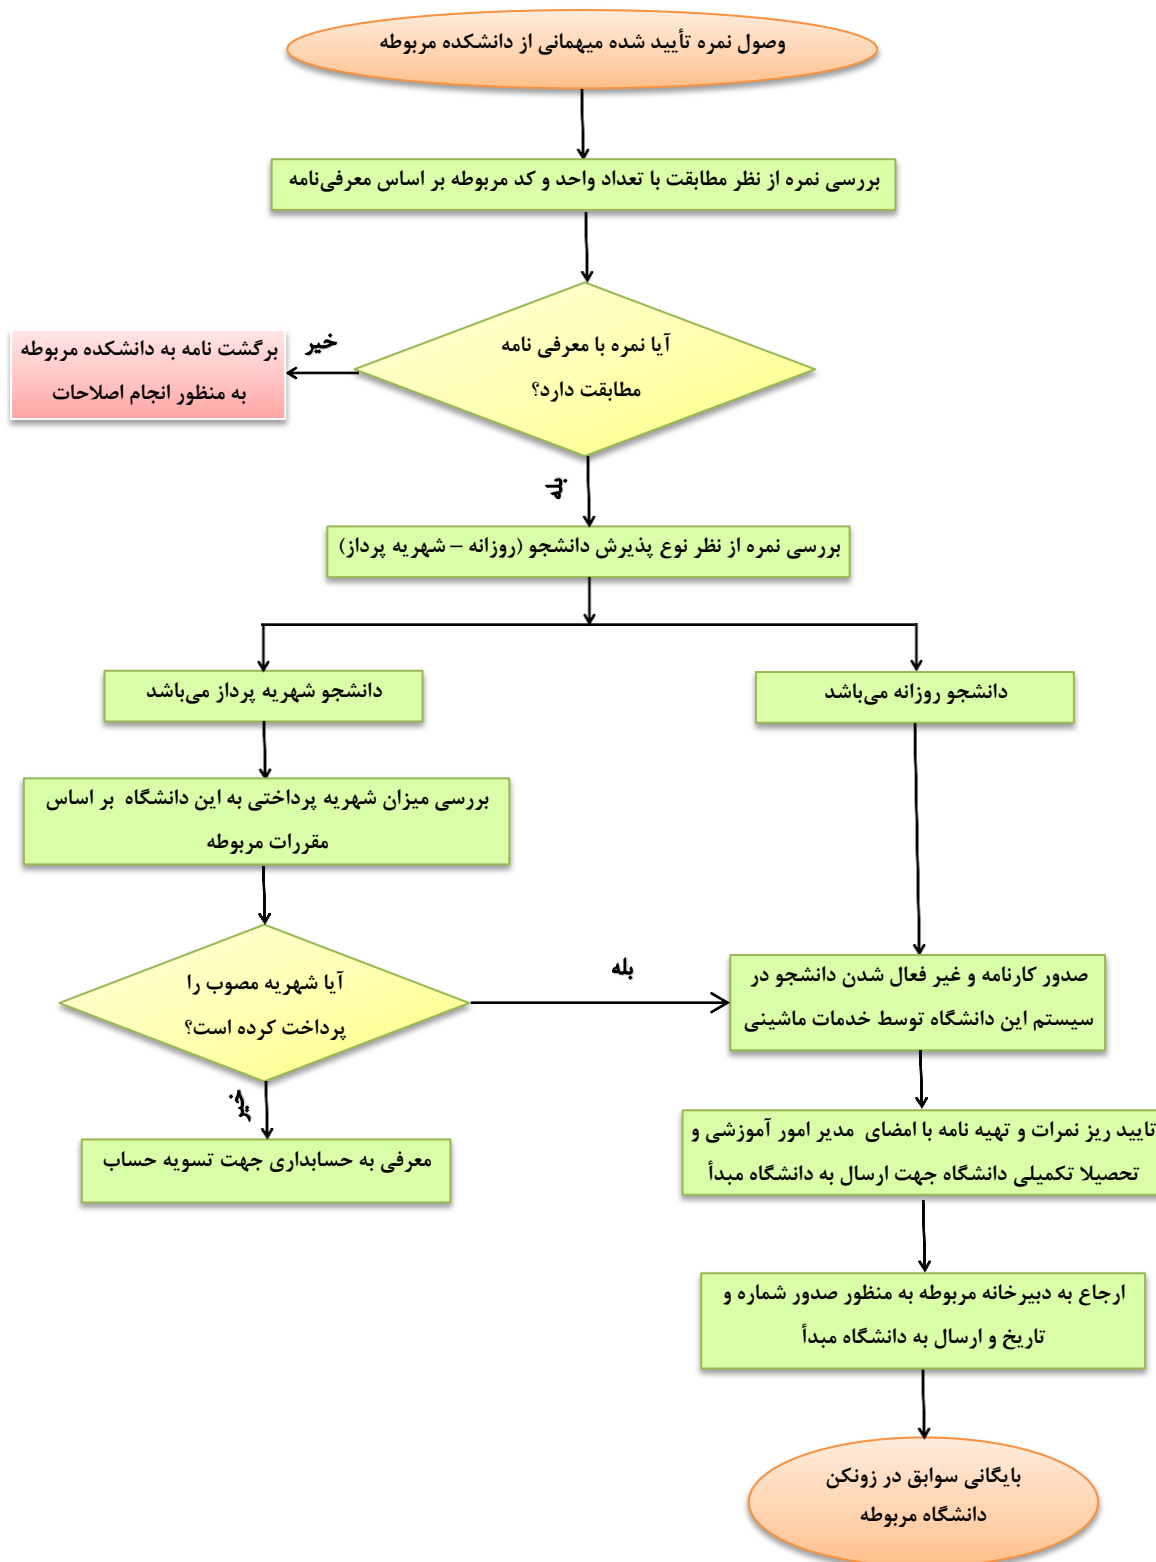 وصول نمره تأیید شده میهمانی از دانشکده مربوطه
بررسی نمره از نظر مطابقت با تعداد واحد و کد مربوطه بر اساس معرفی‌نامه
آیا نمره با معرفی نامه
مطابقت دارد؟
خیر
برگشت نامه به دانشکده مربوطه
به منظور انجام اصلاحات
بله
بررسی نمره از نظر نوع پذیرش دانشجو (روزانه – شهریه پرداز)
دانشجو روزانه می‌باشد
دانشجو شهریه پرداز می‌باشد
بررسی میزان شهریه پرداختی به این دانشگاه بر اساس
مقررات مربوطه
آیا شهریه مصوب را
پرداخت کرده است؟
بله
صدور کارنامه و غیر فعال شدن دانشجو در
سیستم این دانشگاه توسط خدمات ماشینی
خیر
معرفی به حسابداری جهت تسویه حساب
تایید ریز نمرات و تهیه نامه با امضای مدیر امور آموزشی و
تحصیلا تکمیلی دانشگاه جهت ارسال به دانشگاه مبدأ
ارجاع به دبیرخانه مربوطه به منظور صدور شماره و
تاریخ و ارسال به دانشگاه مبدأ
بایگانی سوابق در زونکن
دانشگاه مربوطه